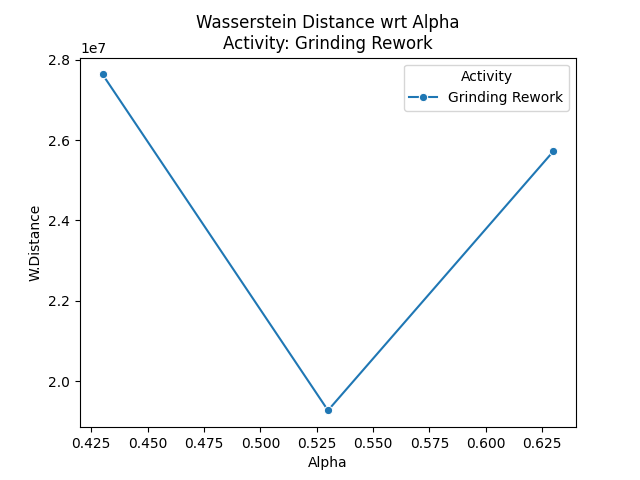 Wasserstein Distance wrt Alpha
Activity: Grinding Rework
1e7
2.8
2.6
2.4
2.2
2.0
W.Distance
Activity
Grinding Rework
0.425 0.450 0.475 0.500 0.525 0.550 0.575 0.600 0.625
Alpha